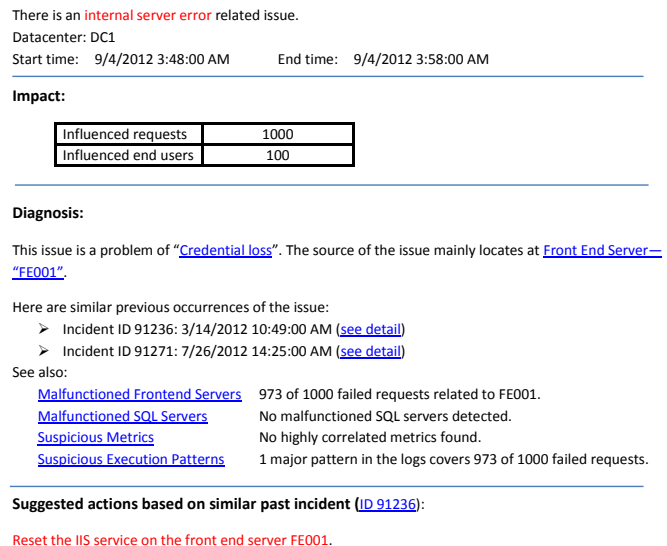 There is an internal server error related issue.
Datacenter: DC1
Start time: 9/4/2012 3:48:00 AM End time: 9/4/2012 3:58:00 AM
Impact:
Influenced requests 1000
Influenced end users 100
Diagnosis:
This issue is a problem of “Credential loss”. The source of the issue mainly locates at Front End Server—
“FE001”.
Here are similar previous occurrences of the issue:
➢ Incident ID 91236: 3/14/2012 10:49:00 AM (see detail)
➢ Incident ID 91271: 7/26/2012 14:25:00 AM (see detail)
See also:
Malfunctioned Frontend Servers 973 of 1000 failed requests related to FE001.
Malfunctioned SQL Servers No malfunctioned SQL servers detected.
Suspicious Metrics No highly correlated metrics found.
Suspicious Execution Patterns 1 major pattern in the logs covers 973 of 1000 failed requests.
Suggested actions based on similar past incident (ID 91236):
Reset the IIS service on the front end server FE001.